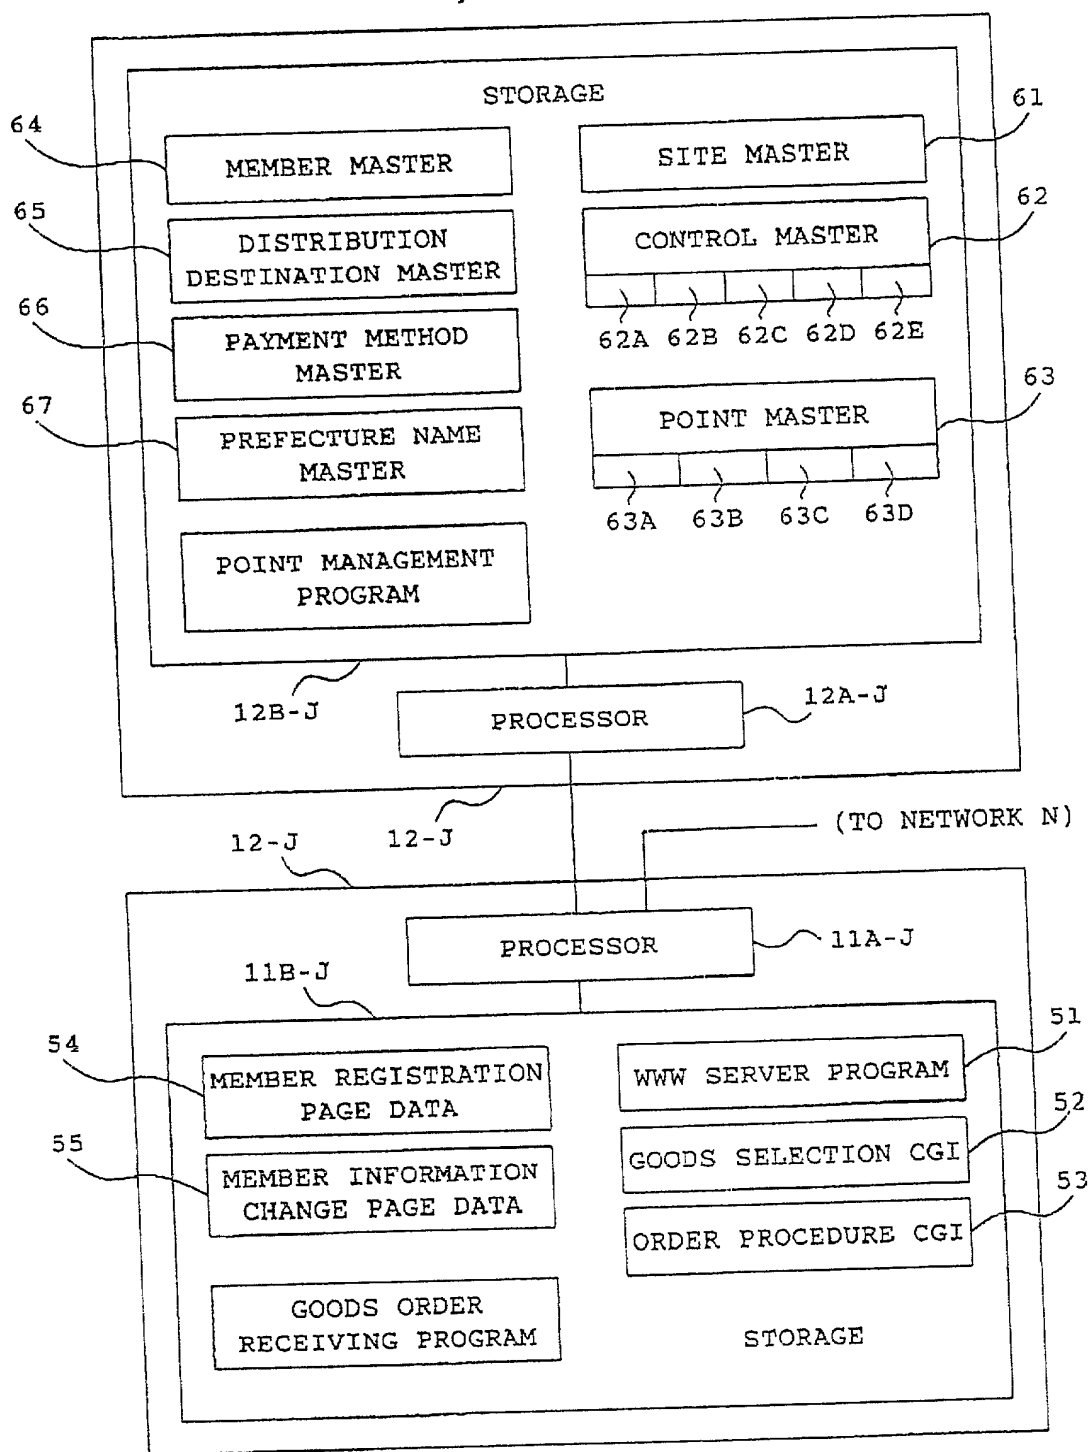 STORAGE
64
MEMBER MASTER
SITE MASTER
61
65
DISTRIBUTION
DESTINATION MASTER
CONTROL MASTER
62
62A 62B 62C 62D 62E
66
PAYMENT METHOD
MASTER
67
PREFECTURE NAME
MASTER
POINT MASTER
63
63A 63B 63C 63D
POINT MANAGEMENT
PROGRAM
12B-J
PROCESSOR
12A-J
12-J
12-J
(TO NETWORK N)
PROCESSOR
11A-J
11B-J
54
MEMBER REGISTRATION
PAGE DATA
WWW SERVER PROGRAM
51
55
MEMBER INFORMATION
CHANGE PAGE DATA
GOODS SELECTION CGI
52
ORDER PROCEDURE CGI
53
GOODS ORDER
RECEIVING PROGRAM
STORAGE